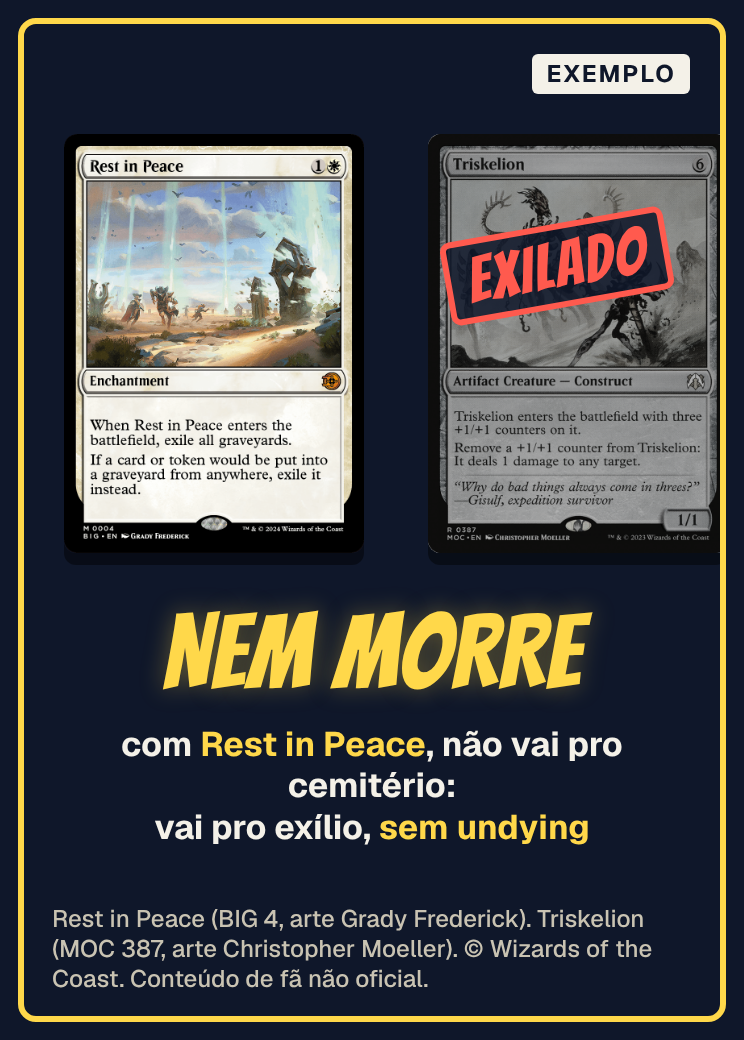 EXEMPLO
Rest in Peace 1
Enchantment
When Rest in Peace enters the
battlefield, exile all graveyards.
If a card or token would be put into
a graveyard from anywhere, exile it
instead.
M 0004
BIG • EN GRADY FREDERICK
™ & © 2024 Wizards of the Coast
Triskelion 6
EXILADO
Artifact Creature — Construct
Triskelion enters the battlefield with three
+1/+1 counters on it.
Remove a +1/+1 counter from Triskelion:
It deals 1 damage to any target.
“Why do bad things always come in threes?”
—Gisulf, expedition survivor
1/1
R 0387
MOC • EN CHRISTOPHER MOELLER
™ & © 2023 Wizards of the Coast
NEM MORRE
com Rest in Peace, não vai pro
cemitério:
vai pro exílio, sem undying
Rest in Peace (BIG 4, arte Grady Frederick). Triskelion
(MOC 387, arte Christopher Moeller). © Wizards of the
Coast. Conteúdo de fã não oficial.